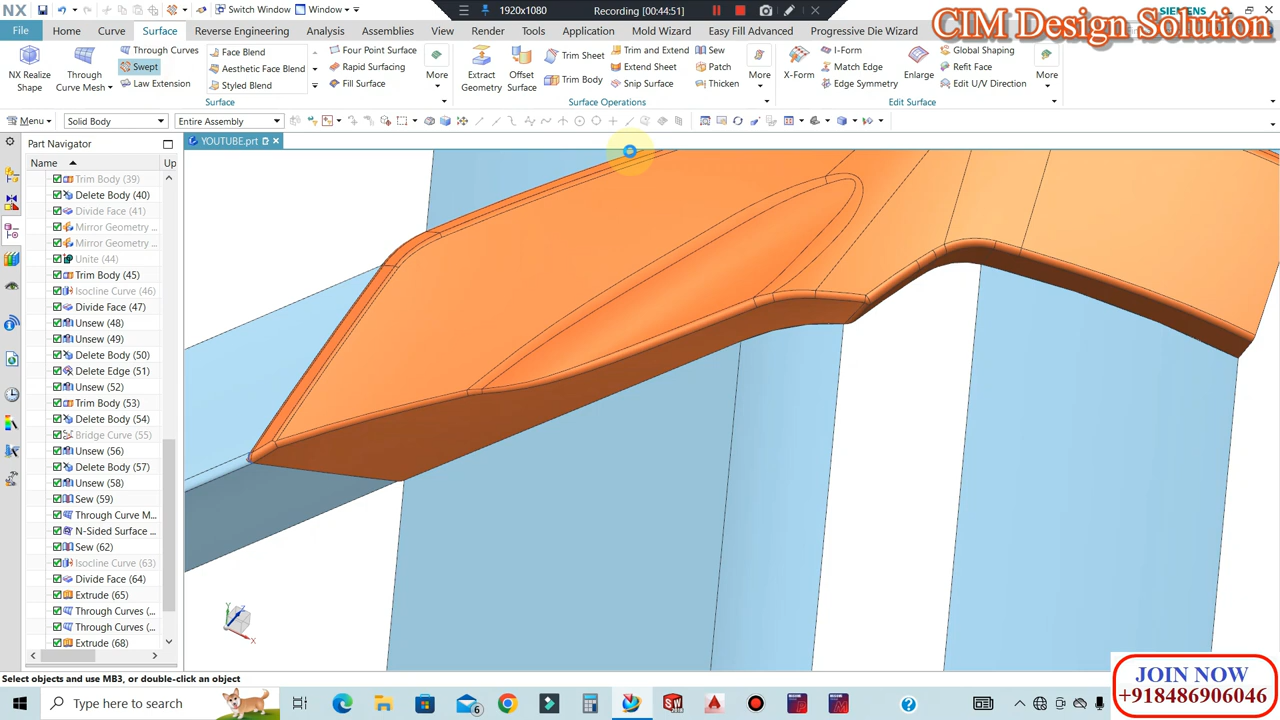 NX
Switch Window
Window
1920x1080
Recording [00:44:51]
SIEMENS
CIM Design Solution
File
Home
Curve
Surface
Reverse Engineering
Analysis
Assemblies
View
Render
Tools
Application
Mold Wizard
Easy Fill Advanced
Progressive Die Wizard
NX Realize Shape
Through Curve Mesh
Through Curves
Swept
Law Extension
Face Blend
Aesthetic Face Blend
Styled Blend
Four Point Surface
Rapid Surfacing
Fill Surface
More
Extract Geometry
Offset Surface
Trim Sheet
Trim Body
Trim and Extend
Extend Sheet
Snip Surface
Sew
Patch
Thicken
More
X-Form
I-Form
Match Edge
Edge Symmetry
Enlarge
Global Shaping
Refit Face
Edit U/V Direction
More
Surface
Surface Operations
Edit Surface
Menu
Solid Body
Entire Assembly
Part Navigator
YOUTUBE.prt
Name
Up
Trim Body (39)
Delete Body (40)
Divide Face (41)
Mirror Geometry ...
Mirror Geometry ...
Unite (44)
Trim Body (45)
Isocline Curve (46)
Divide Face (47)
Unsew (48)
Unsew (49)
Delete Body (50)
Delete Edge (51)
Unsew (52)
Trim Body (53)
Delete Body (54)
Bridge Curve (55)
Unsew (56)
Delete Body (57)
Unsew (58)
Sew (59)
Through Curve M...
N-Sided Surface ...
Sew (62)
Isocline Curve (63)
Divide Face (64)
Extrude (65)
Through Curves (...
Through Curves (...
Extrude (68)
Y
Z
X
Select objects and use MB3, or double-click an object
JOIN NOW
+918486906046
Type here to search
6